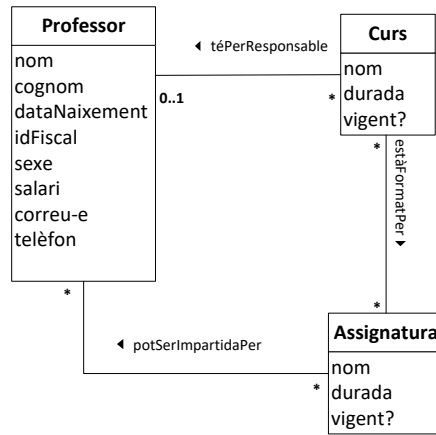 Professor
nom
cognom
dataNaixement
idFiscal
sexe
salari
correu-e
telèfon
◄ téPerResponsable
0..1
*
Curs
nom
durada
vigent?
*
estàFormatPer ►
*
*
◄ potSerImpartidaPer
*
Assignatura
nom
durada
vigent?